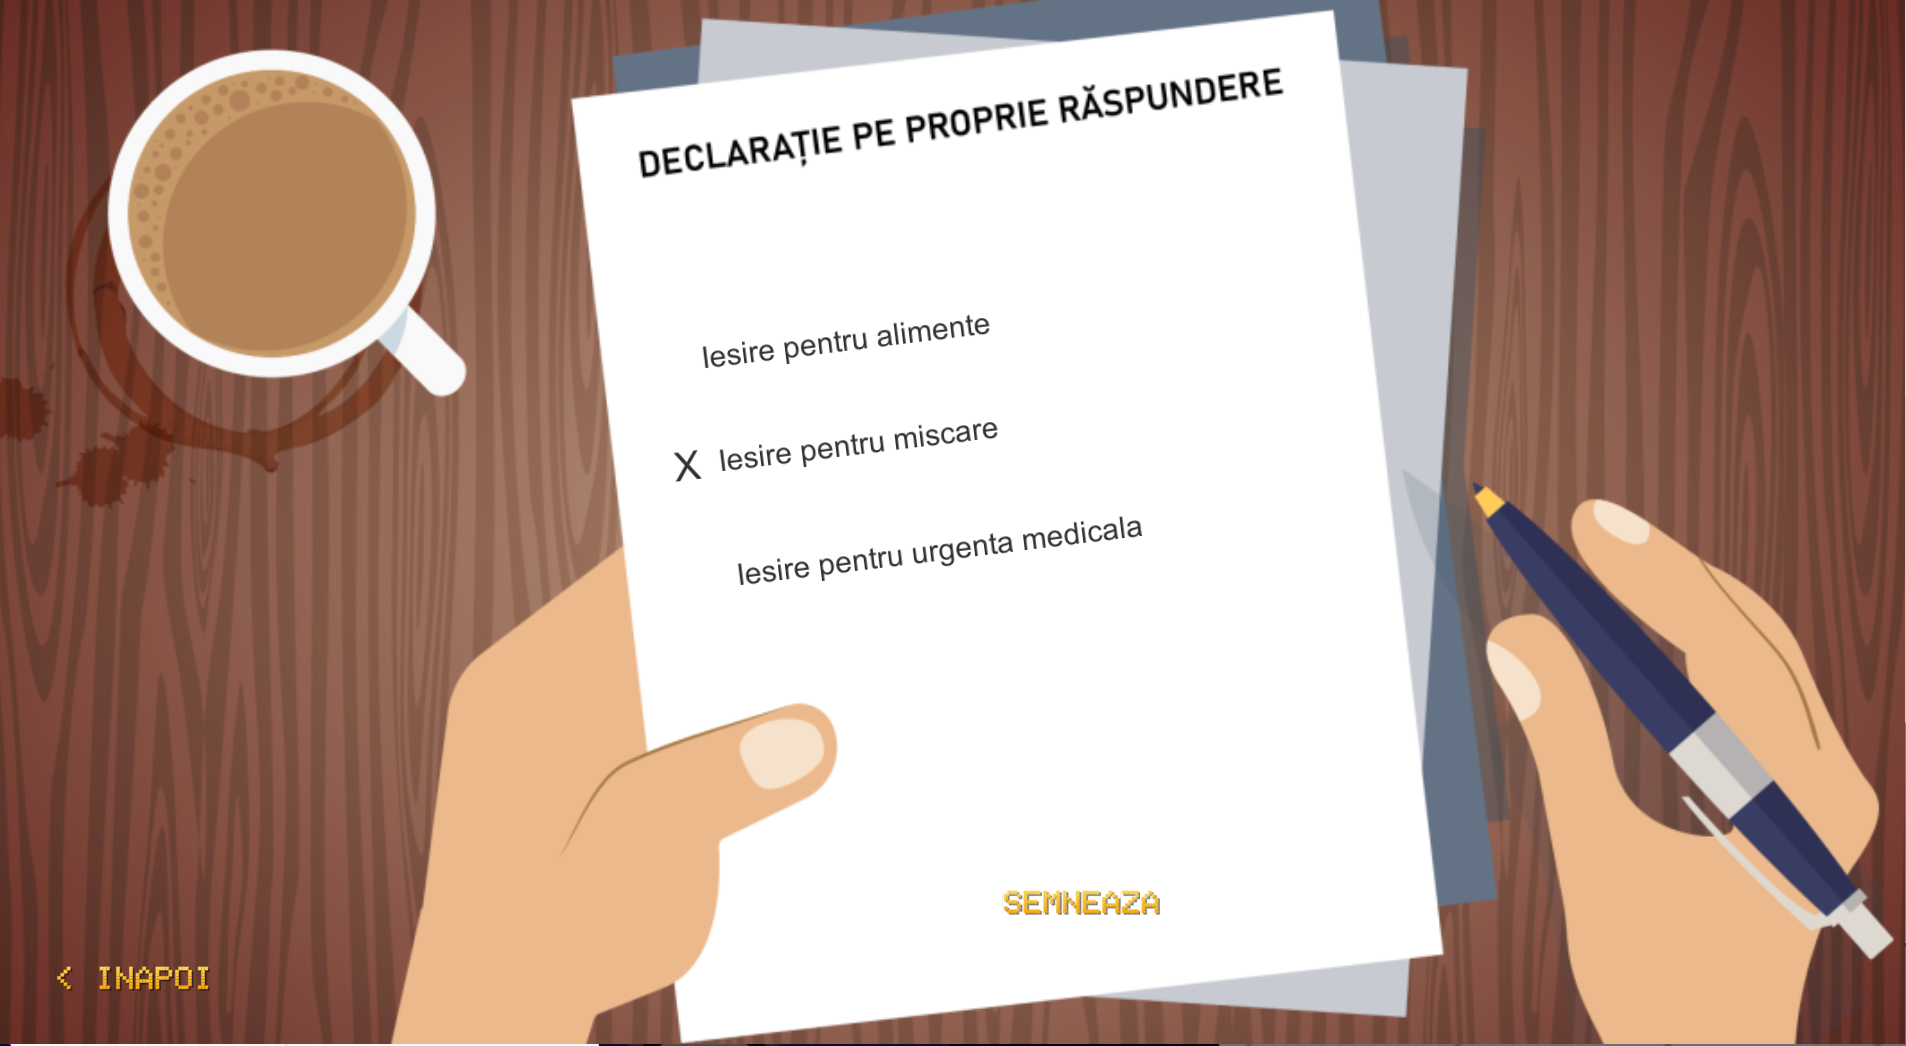 DECLARAȚIE PE PROPRIE RĂSPUNDERE
Iesire pentru alimente
X Iesire pentru miscare
Iesire pentru urgenta medicala
SEMNEAZA
< INAPOI